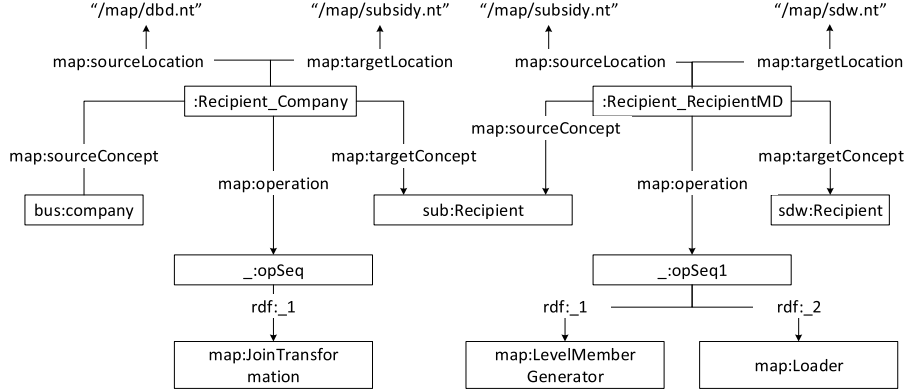 “/map/dbd.nt” “/map/subsidy.nt” “/map/subsidy.nt” “/map/sdw.nt”
map:sourceLocation map:targetLocation map:sourceLocation map:targetLocation
:Recipient_Company :Recipient_RecipientMD
map:sourceConcept
map:sourceConcept map:targetConcept map:targetConcept
map:operation map:operation
bus:company sub:Recipient sdw:Recipient
_:opSeq _:opSeq1
rdf:_1 rdf:_1 rdf:_2
map:JoinTransfor
mation
map:LevelMember
Generator
map:Loader